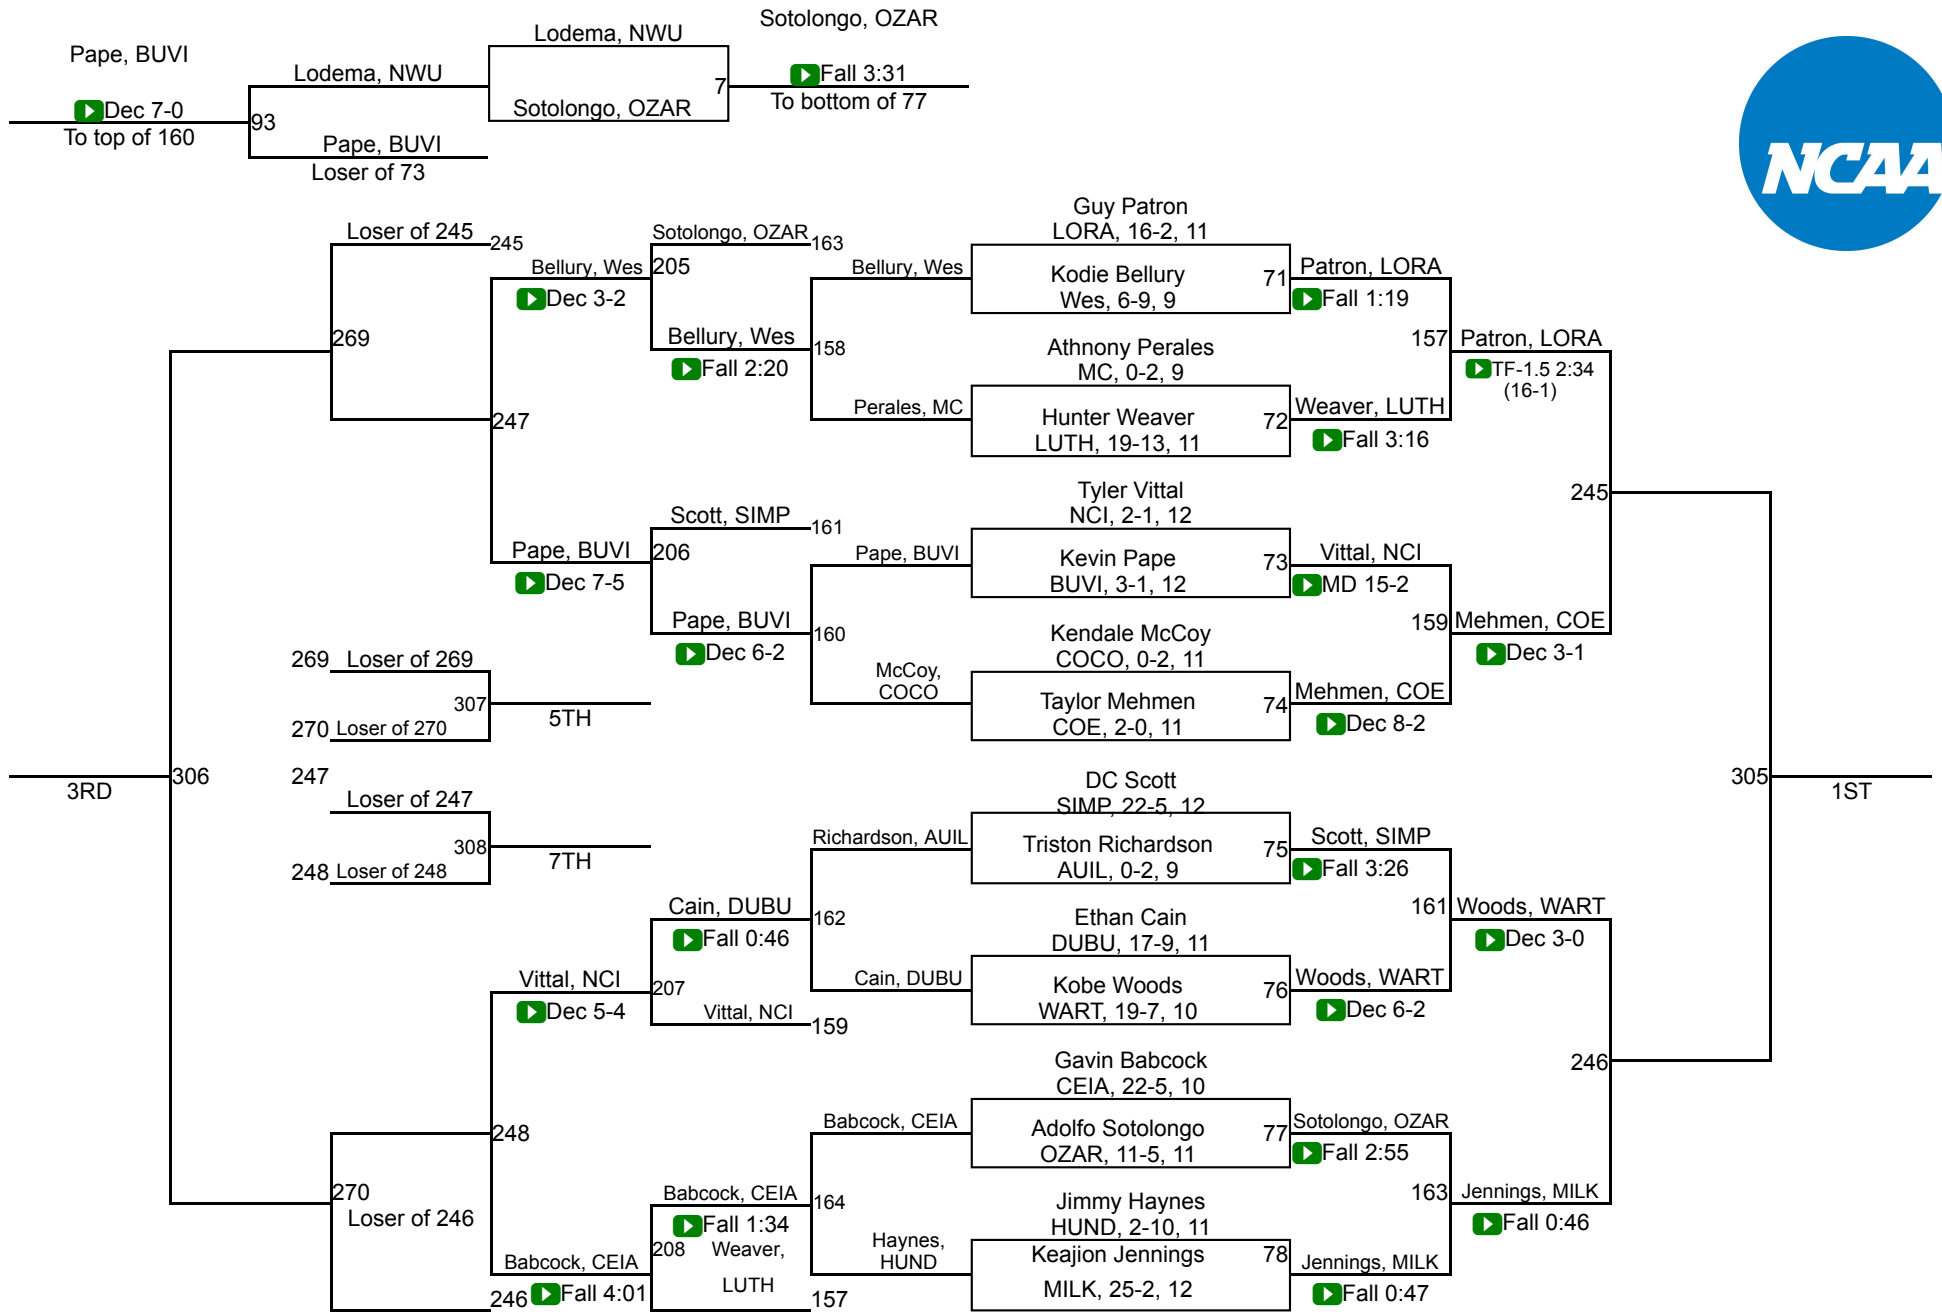 Sotolongo, OZAR
Lodema, NWU
Pape, BUVI
Lodema, NWU
Fall 3:31
7
Dec 7-0
Sotolongo, OZAR
To bottom of 77
93
To top of 160
Pape, BUVI
Loser of 73
NCAA
Guy Patron
LORA, 16-2, 11
Loser of 245
245
Sotolongo, OZAR
163
Bellury, Wes
205
Bellury, Wes
Kodie Bellury
Wes, 6-9, 9
71
Patron, LORA
Dec 3-2
Fall 1:19
269
Bellury, Wes
158
Athnony Perales
MC, 0-2, 9
157
Patron, LORA
Fall 2:20
TF-1.5 2:34
(16-1)
247
Perales, MC
Hunter Weaver
LUTH, 19-13, 11
72
Weaver, LUTH
Fall 3:16
Tyler Vittal
NCI, 2-1, 12
245
Scott, SIMP
161
Pape, BUVI
206
Pape, BUVI
Kevin Pape
BUVI, 3-1, 12
73
Vittal, NCI
Dec 7-5
MD 15-2
Pape, BUVI
160
Kendale McCoy
COCO, 0-2, 11
159
Mehmen, COE
Dec 6-2
Dec 3-1
269
Loser of 269
McCoy,
COCO
Taylor Mehmen
COE, 2-0, 11
74
Mehmen, COE
307
5TH
Dec 8-2
270
Loser of 270
3RD
306
247
DC Scott
SIMP, 22-5, 12
305
1ST
Loser of 247
Richardson, AUIL
Triston Richardson
AUIL, 0-2, 9
75
Scott, SIMP
308
7TH
Fall 3:26
248
Loser of 248
Cain, DUBU
162
Ethan Cain
DUBU, 17-9, 11
161
Woods, WART
Fall 0:46
Dec 3-0
Vittal, NCI
207
Cain, DUBU
Kobe Woods
WART, 19-7, 10
76
Woods, WART
Dec 5-4
Vittal, NCI
159
Dec 6-2
Gavin Babcock
CEIA, 22-5, 10
246
248
Babcock, CEIA
Adolfo Sotolongo
OZAR, 11-5, 11
77
Sotolongo, OZAR
Fall 2:55
270
Loser of 246
Babcock, CEIA
164
Jimmy Haynes
HUND, 2-10, 11
163
Jennings, MILK
Fall 1:34
Fall 0:46
Babcock, CEIA
208
Weaver,
LUTH
Haynes,
HUND
Keajion Jennings
MILK, 25-2, 12
78
Jennings, MILK
246
Fall 4:01
157
Fall 0:47